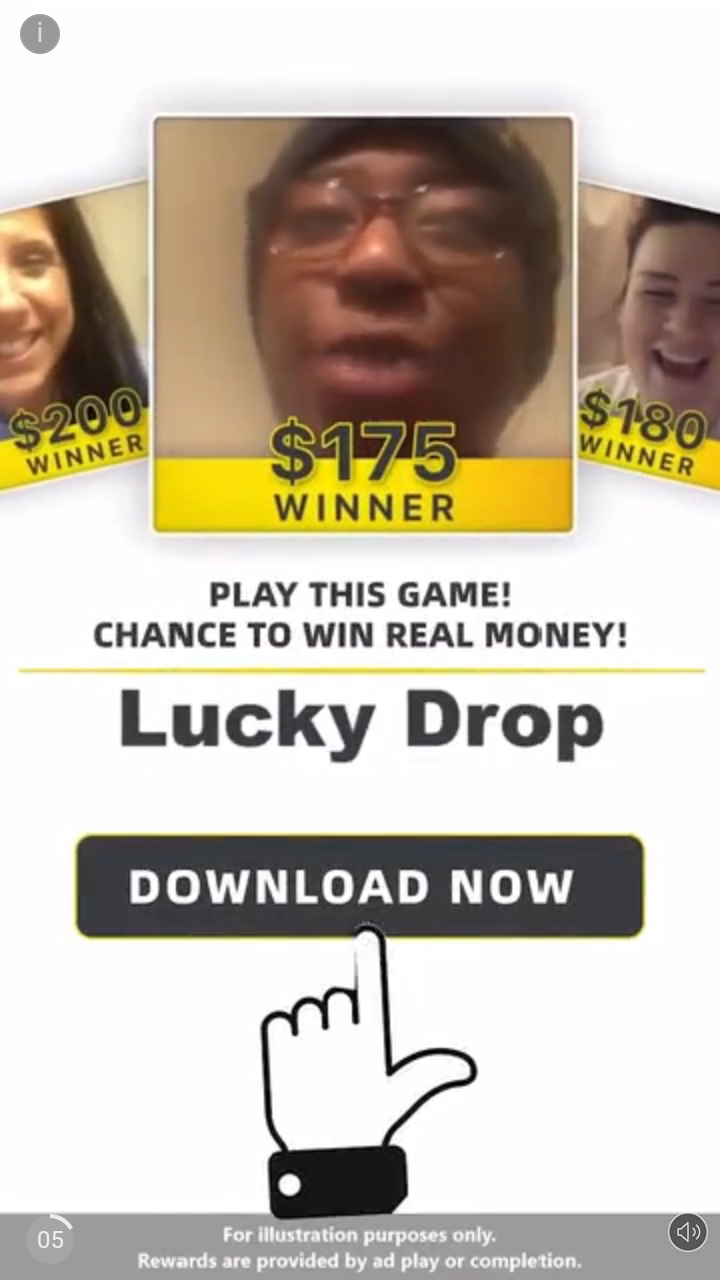 i
$200
WINNER
$175
WINNER
$180
WINNER
PLAY THIS GAME!
CHANCE TO WIN REAL MONEY!
Lucky Drop
DOWNLOAD NOW
05
For illustration purposes only.
Rewards are provided by ad play or completion.